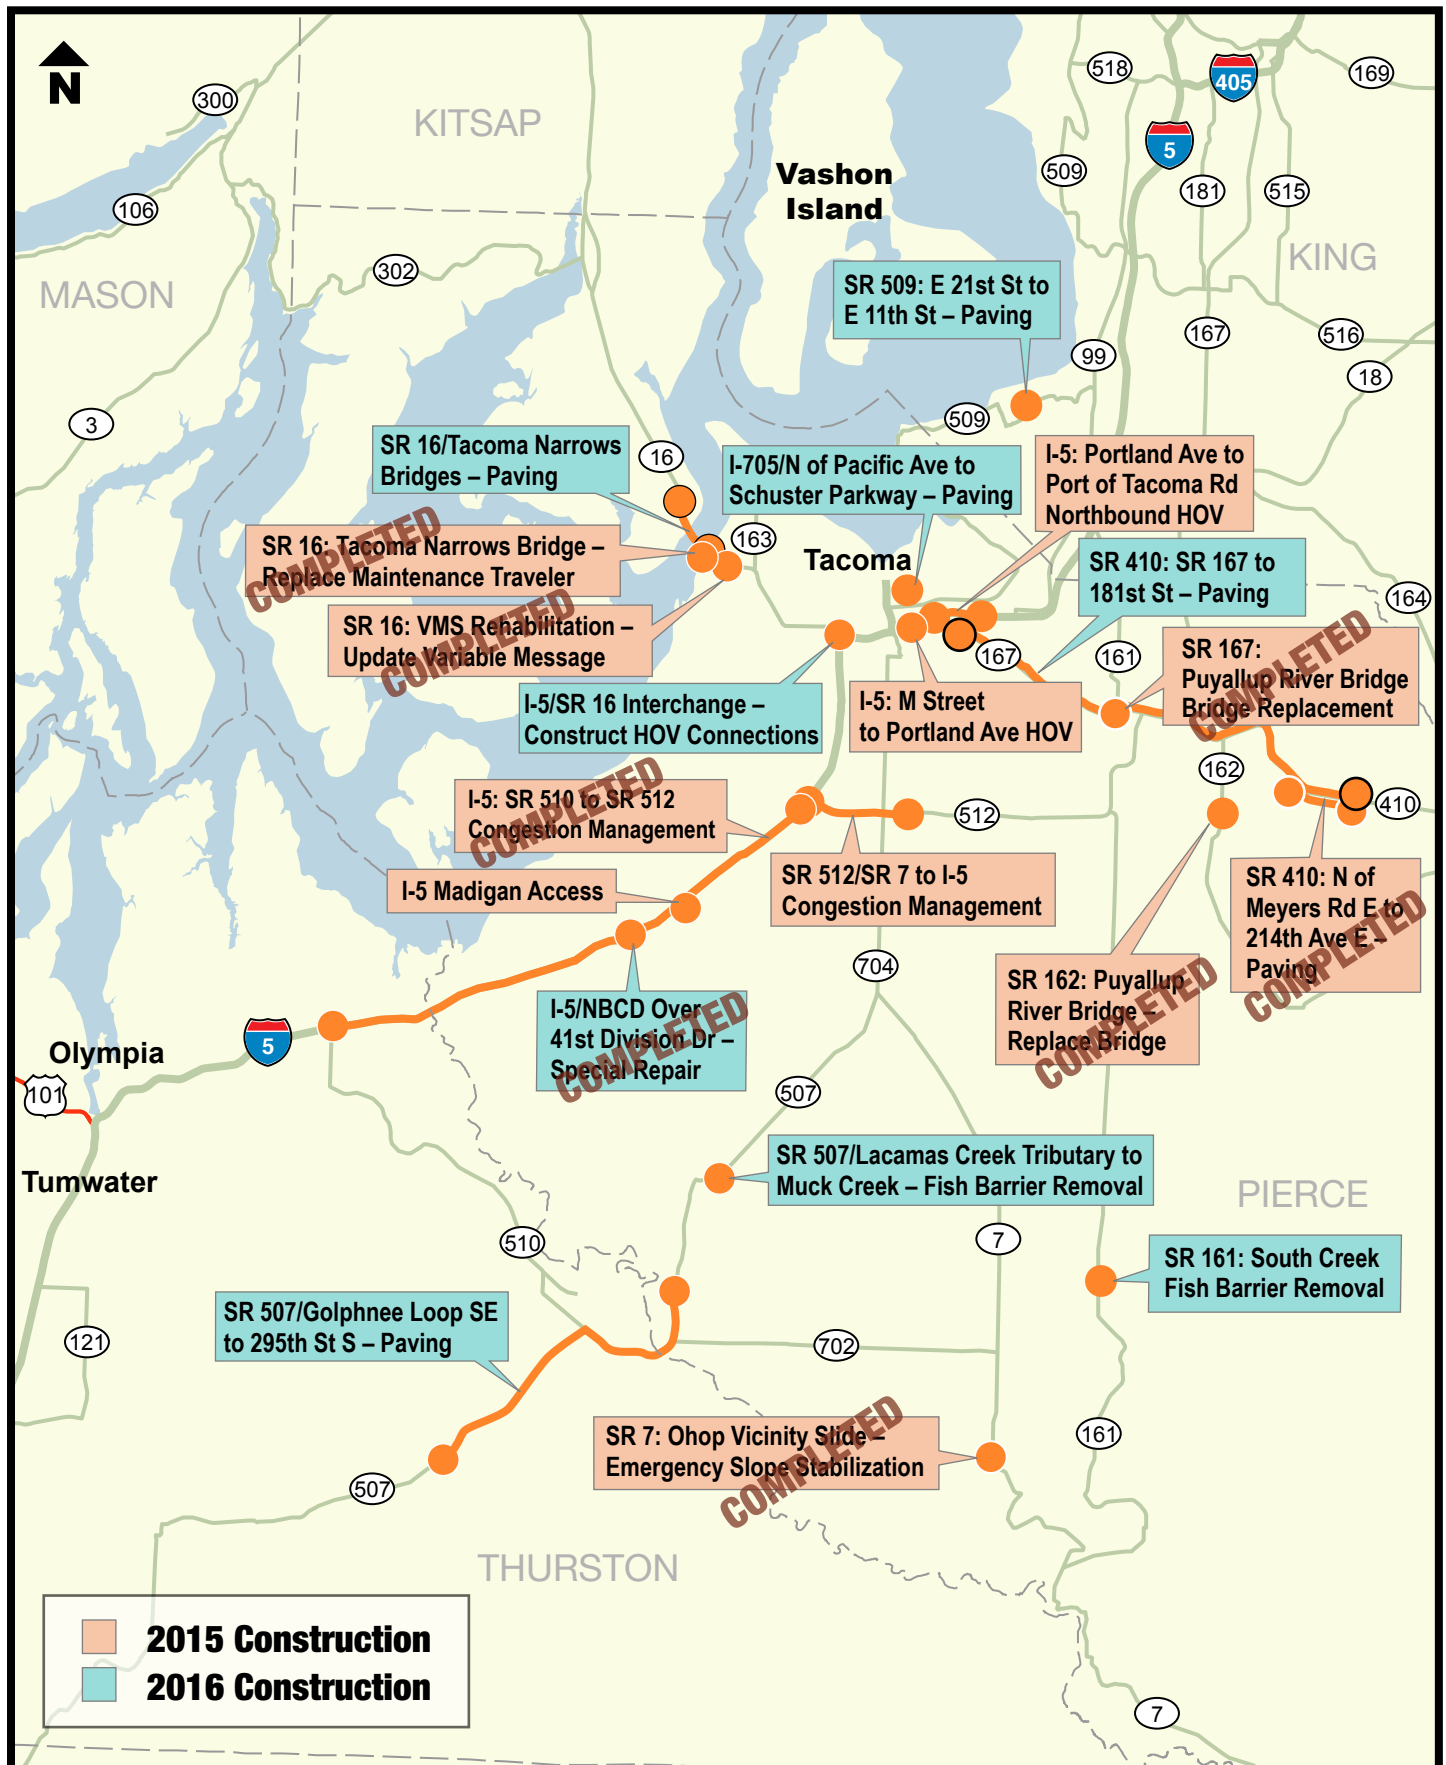 N
300
KITSAP
518
405
169
5
106
Vashon
Island
509
181
515
KING
MASON
302
SR 509: E 21st St to
E 11th St – Paving
167
516
99
18
3
509
SR 16/Tacoma Narrows
Bridges – Paving
16
I-705/N of Pacific Ave to
Schuster Parkway – Paving
I-5: Portland Ave to
Port of Tacoma Rd
Northbound HOV
SR 16: Tacoma Narrows Bridge –
Replace Maintenance Traveler
COMPLETED
163
Tacoma
SR 410: SR 167 to
181st St – Paving
164
SR 16: VMS Rehabilitation –
Update Variable Message
COMPLETED
167
161
SR 167:
Puyallup River Bridge
Bridge Replacement
COMPLETED
I-5/SR 16 Interchange –
Construct HOV Connections
I-5: M Street
to Portland Ave HOV
162
410
I-5: SR 510 to SR 512
Congestion Management
COMPLETED
512
I-5 Madigan Access
SR 512/SR 7 to I-5
Congestion Management
SR 410: N of
Meyers Rd E to
214th Ave E –
Paving
COMPLETED
704
SR 162: Puyallup
River Bridge –
Replace Bridge
COMPLETED
I-5/NBCD Over
41st Division Dr –
Special Repair
COMPLETED
5
Olympia
101
507
Tumwater
SR 507/Lacamas Creek Tributary to
Muck Creek – Fish Barrier Removal
PIERCE
510
7
SR 161: South Creek
Fish Barrier Removal
SR 507/Golphnee Loop SE
to 295th St S – Paving
121
702
SR 7: Ohop Vicinity Slide –
Emergency Slope Stabilization
COMPLETED
161
507
THURSTON
2015 Construction
2016 Construction
7